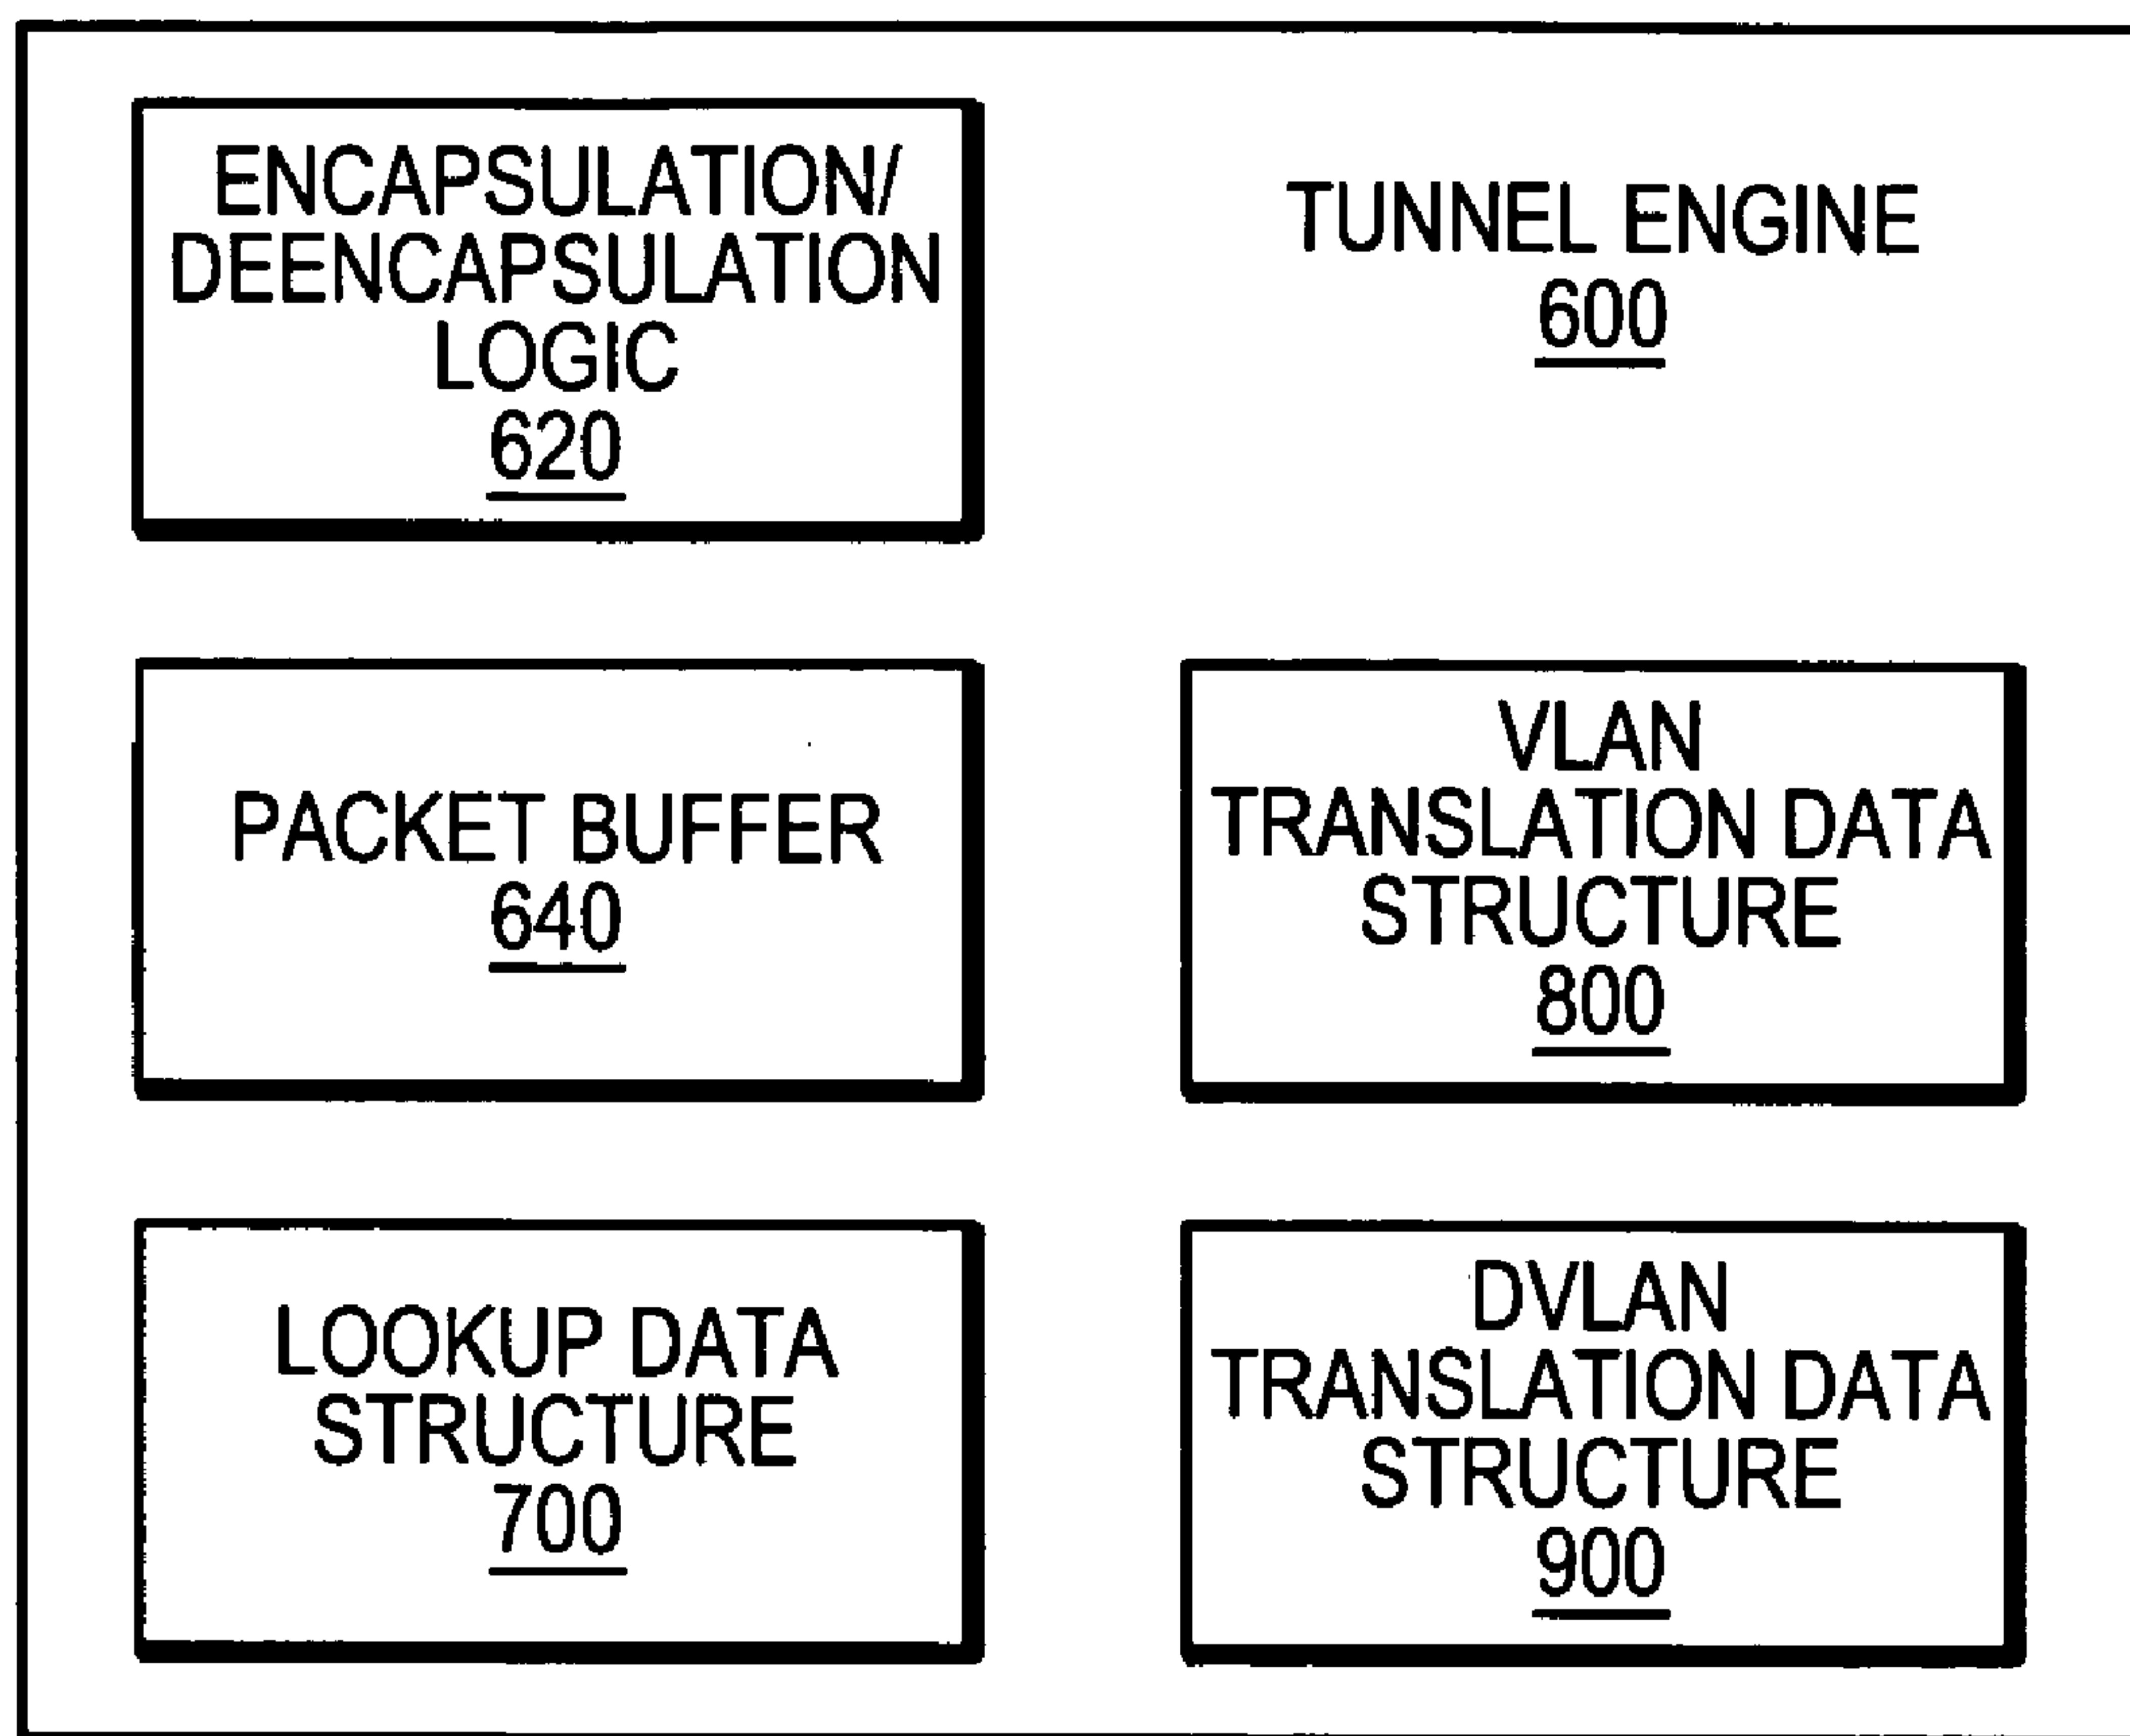 ENCAPSULATION/
DEENCAPSULATION
LOGIC
620
TUNNEL ENGINE
600
PACKET BUFFER
640
VLAN
TRANSLATION DATA
STRUCTURE
800
LOOKUP DATA
STRUCTURE
700
DVLAN
TRANSLATION DATA
STRUCTURE
900